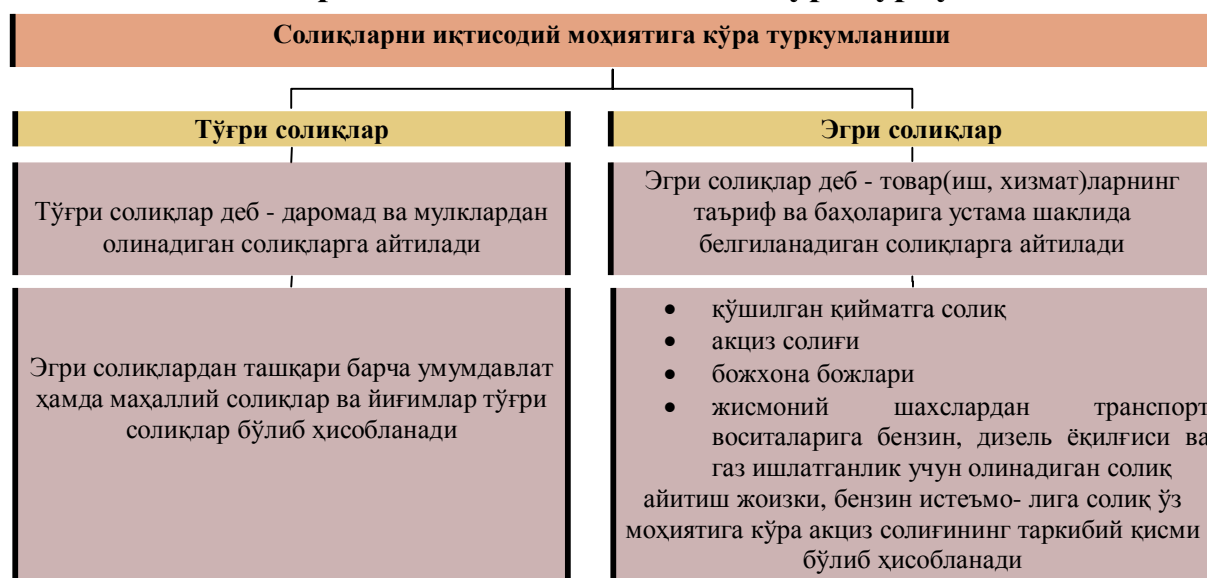 Солиқларни иқтисодий моҳиятига кўра туркумланиши
Тўғри солиқлар
Эгри солиқлар
Тўғри солиқлар деб - даромад ва мулклардан
олинадиган солиқларга айтилади
Эгри солиқлар деб - товар(иш, хизмат)ларнинг
таъриф ва баҳоларига устама шаклида
белгиланадиган солиқларга айтилади
Эгри солиқлардан ташқари барча умумдавлат
ҳамда маҳаллий солиқлар ва йиғимлар тўғри
солиқлар бўлиб ҳисобланади
• қўшилган қийматга солиқ
• акциз солиғи
• божхона божлари
• жисмоний шахслардан транспорт
воситаларига бензин, дизель ёқилғиси ва
газ ишлатганлик учун олинадиган солиқ
айитиш жоизки, бензин истеъмо- лига солиқ ўз
моҳиятига кўра акциз солиғининг таркибий қисми
бўлиб ҳисобланади